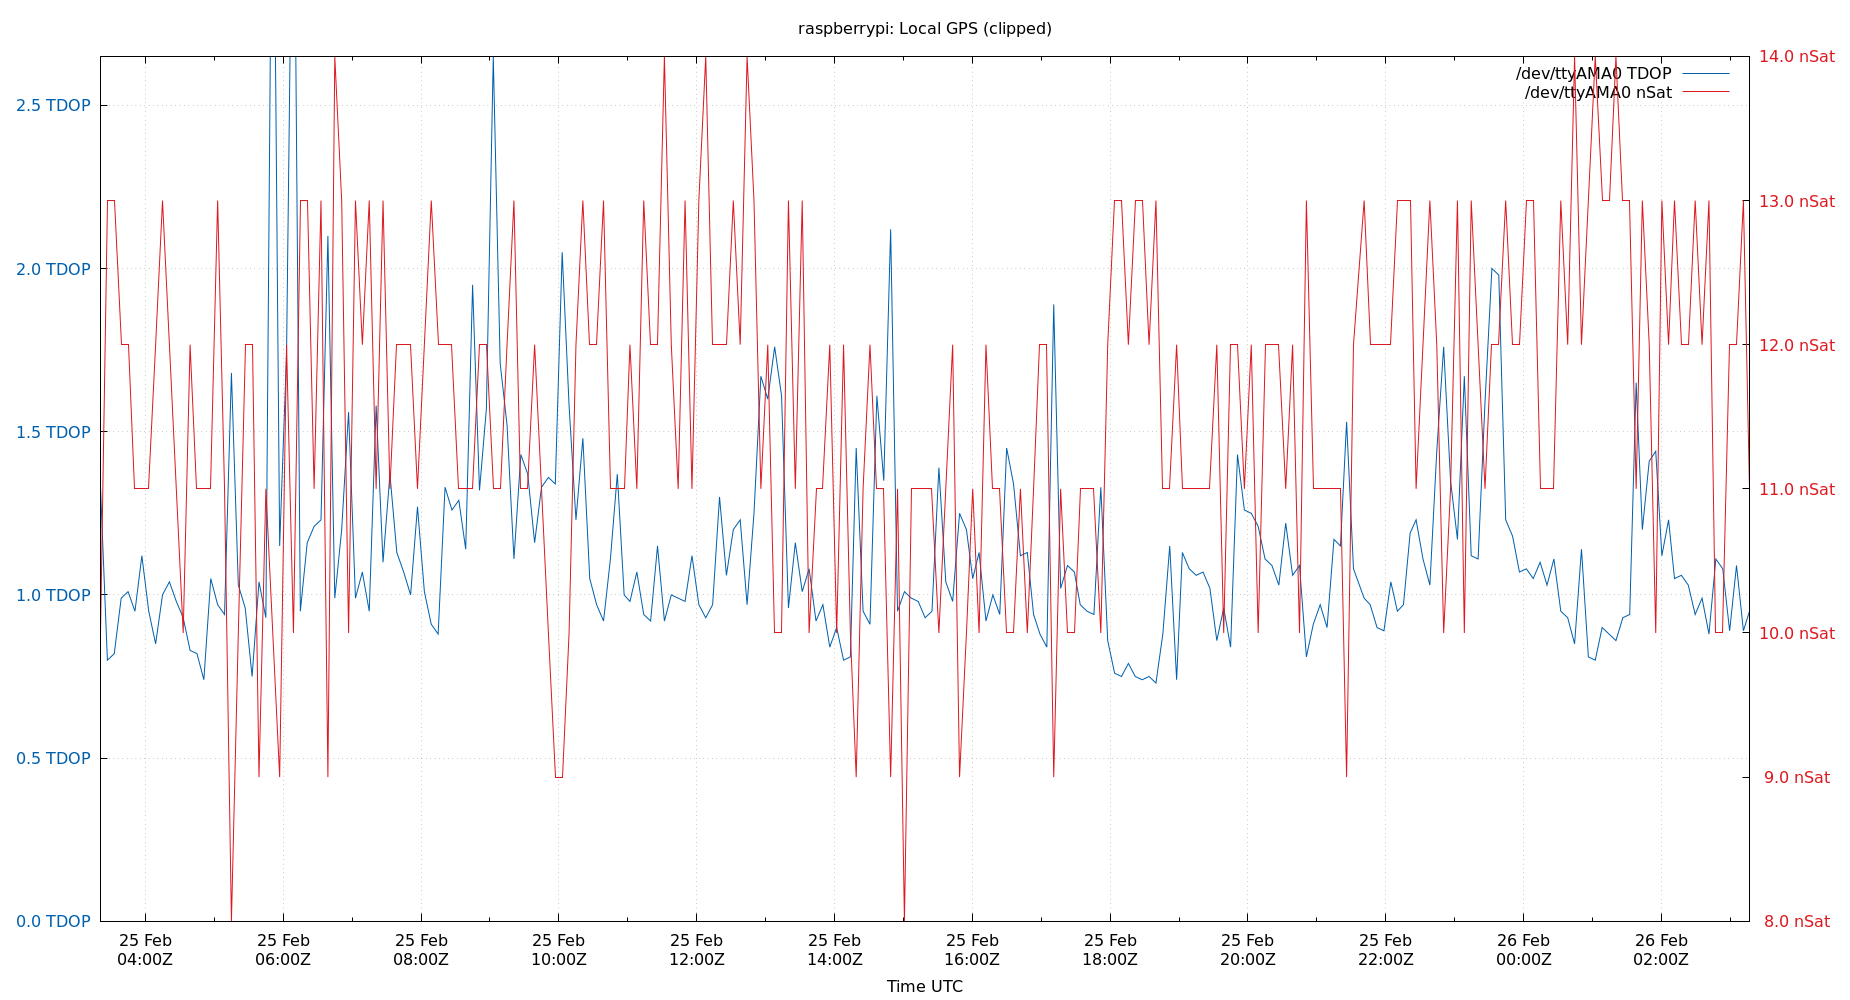 raspberrypi: Local GPS (clipped)
14.0 nSat
/dev/ttyAMA0 TDOP
/dev/ttyAMA0 nSat
2.5 TDOP
13.0 nSat
2.0 TDOP
12.0 nSat
1.5 TDOP
11.0 nSat
1.0 TDOP
10.0 nSat
0.5 TDOP
9.0 nSat
0.0 TDOP
8.0 nSat
25 Feb 25 Feb 25 Feb 25 Feb 25 Feb 25 Feb 25 Feb 25 Feb 25 Feb 25 Feb 26 Feb 26 Feb
04:00Z 06:00Z 08:00Z 10:00Z 12:00Z 14:00Z 16:00Z 18:00Z 20:00Z 22:00Z 00:00Z 02:00Z
Time UTC